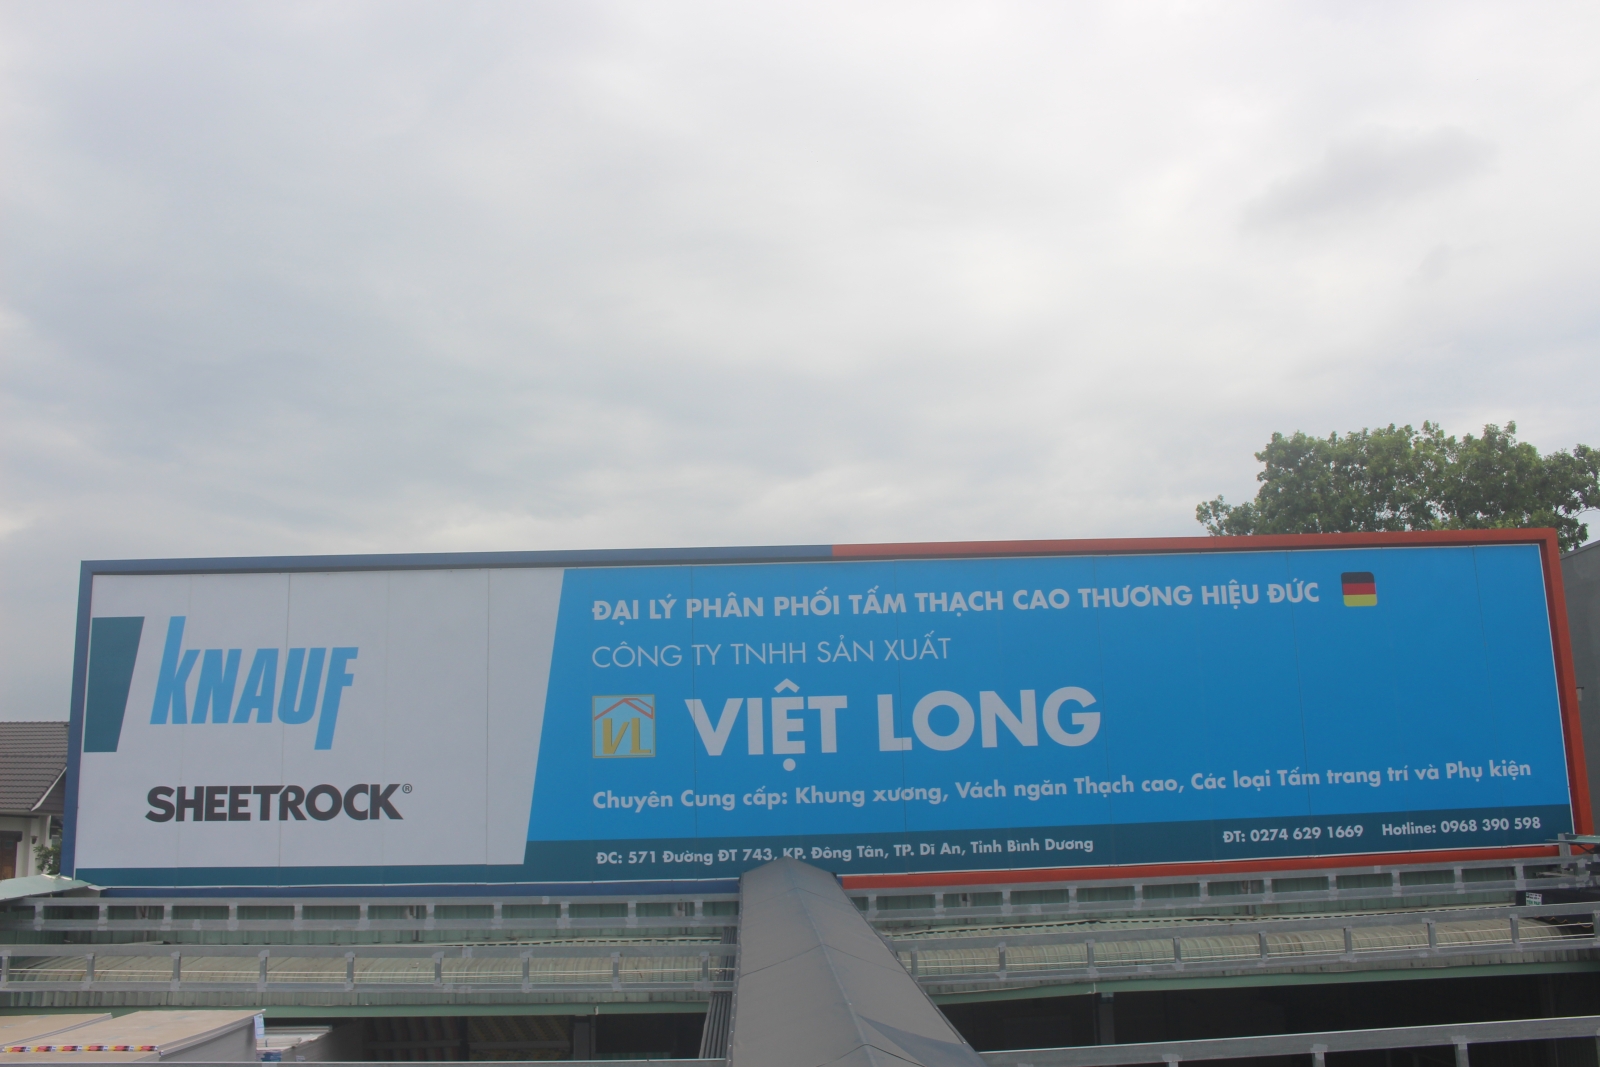 KNAUF
SHEETROCK®
ĐẠI LÝ PHÂN PHỐI TẤM THẠCH CAO THƯƠNG HIỆU ĐỨC
CÔNG TY TNHH SẢN XUẤT
VL
VIỆT LONG
Chuyên Cung cấp: Khung xương, Vách ngăn Thạch cao, Các loại Tấm trang trí và Phụ kiện
ĐC: 571 Đường ĐT 743, KP. Đông Tân, TP. Dĩ An, Tỉnh Bình Dương
ĐT: 0274 629 1669 Hotline: 0968 390 598